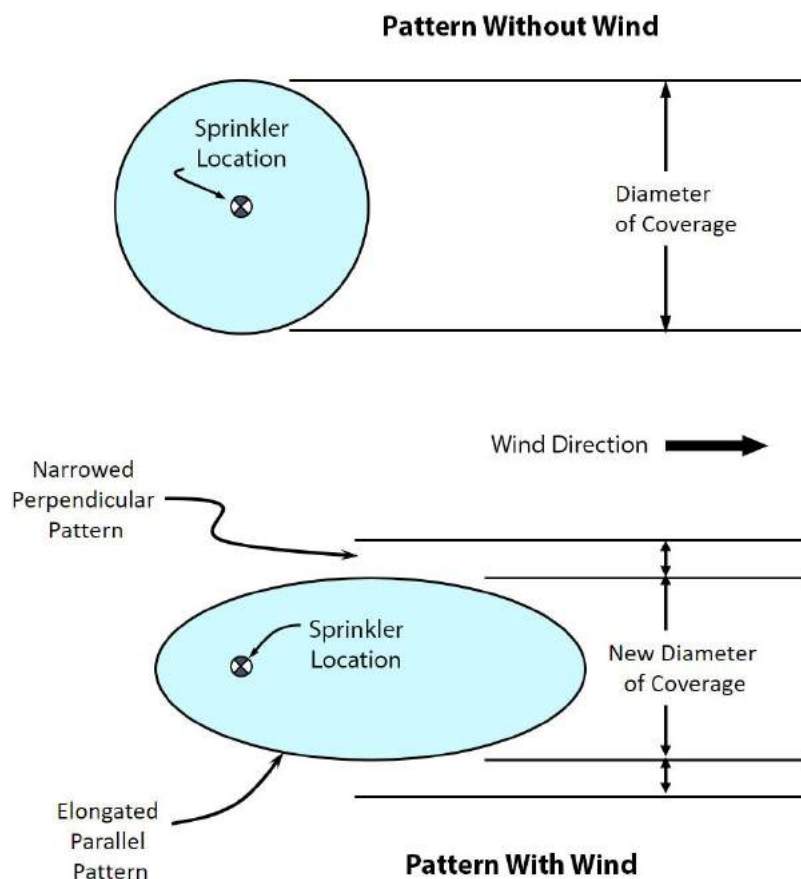 Pattern Without Wind
Sprinkler
Location
Diameter
of Coverage
Wind Direction
Narrowed
Perpendicular
Pattern
Sprinkler
Location
New Diameter
of Coverage
Elongated
Parallel
Pattern
Pattern With Wind